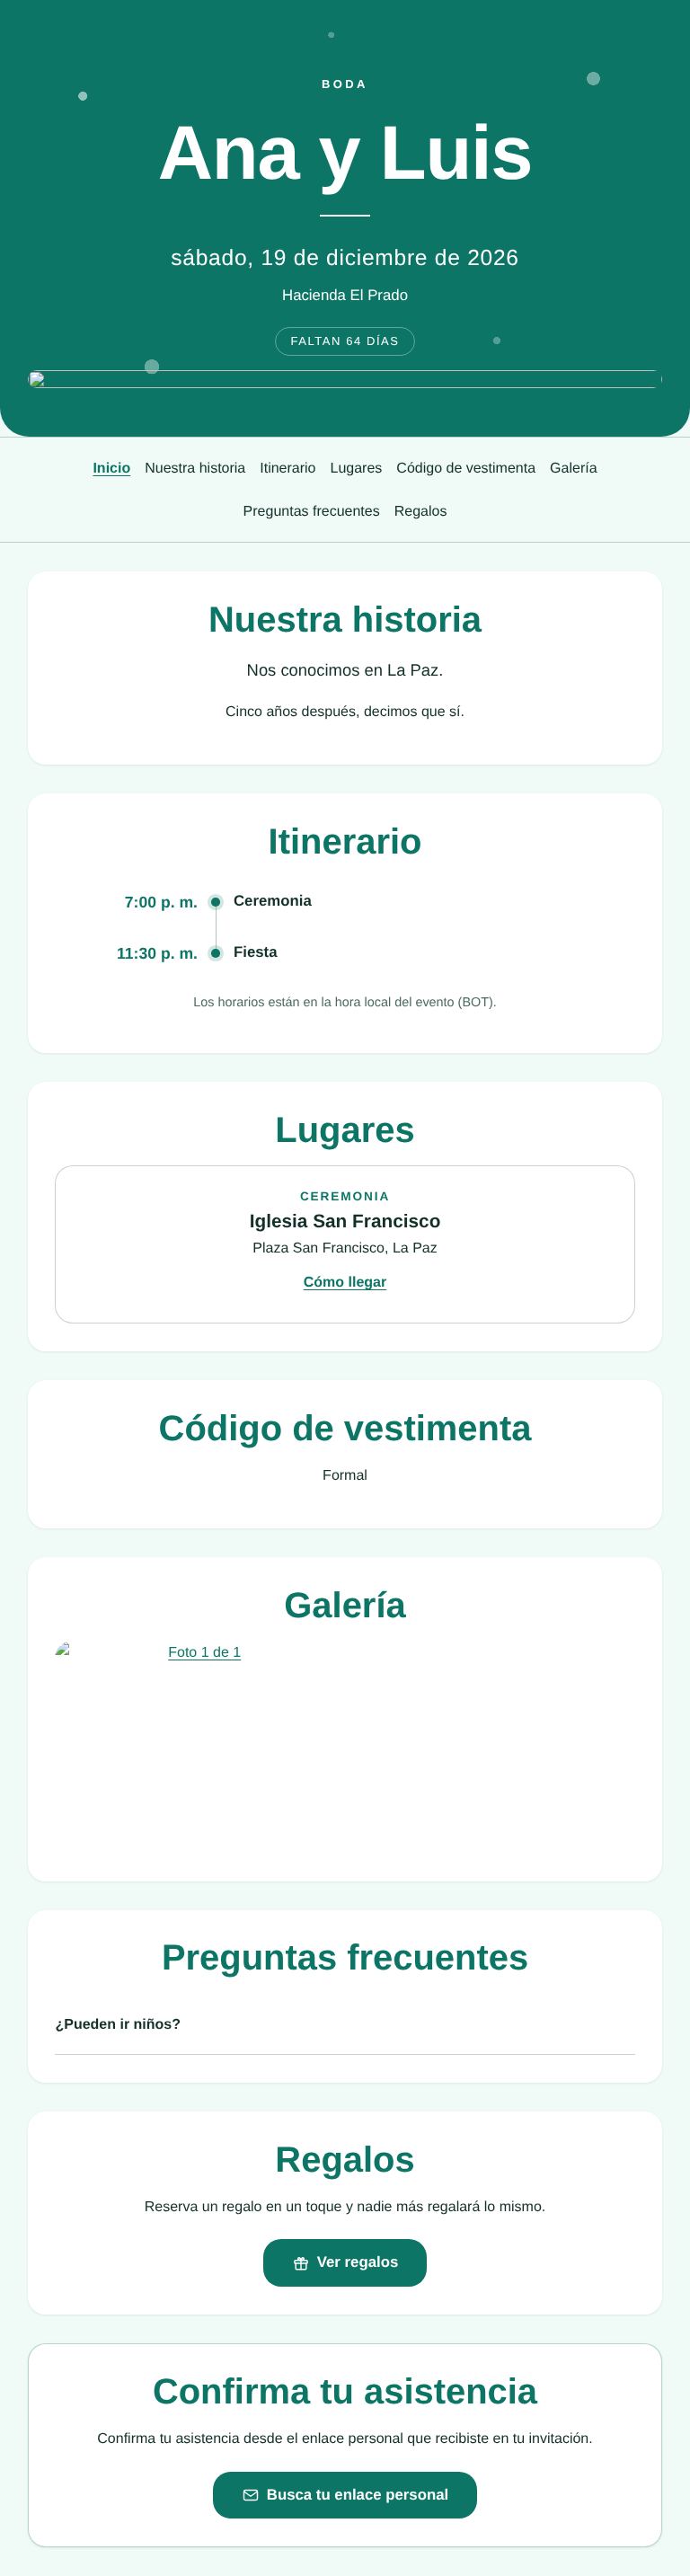 BODA
Ana y Luis
sábado, 19 de diciembre de 2026
Hacienda El Prado
FALTAN 64 DÍAS
Inicio Nuestra historia Itinerario Lugares Código de vestimenta Galería
Preguntas frecuentes Regalos
Nuestra historia
Nos conocimos en La Paz.
Cinco años después, decimos que sí.
Itinerario
7:00 p. m. Ceremonia
11:30 p. m. Fiesta
Los horarios están en la hora local del evento (BOT).
Lugares
CEREMONIA
Iglesia San Francisco
Plaza San Francisco, La Paz
Cómo llegar
Código de vestimenta
Formal
Galería
Foto 1 de 1
Preguntas frecuentes
¿Pueden ir niños?
Regalos
Reserva un regalo en un toque y nadie más regalará lo mismo.
Ver regalos
Confirma tu asistencia
Confirma tu asistencia desde el enlace personal que recibiste en tu invitación.
Busca tu enlace personal